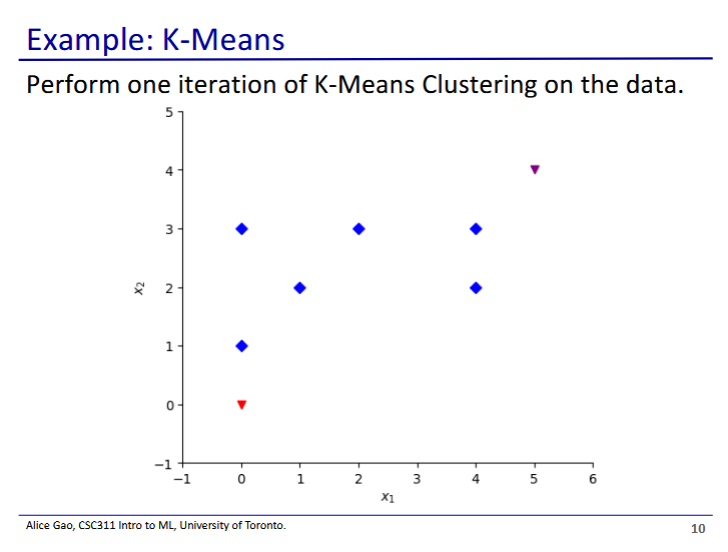 Example: K-Means
Perform one iteration of K-Means Clustering on the data.
5
4
3
2
1
0
−1
x₂
−1 0 1 2 3 4 5 6
x₁
Alice Gao, CSC311 Intro to ML, University of Toronto.
10